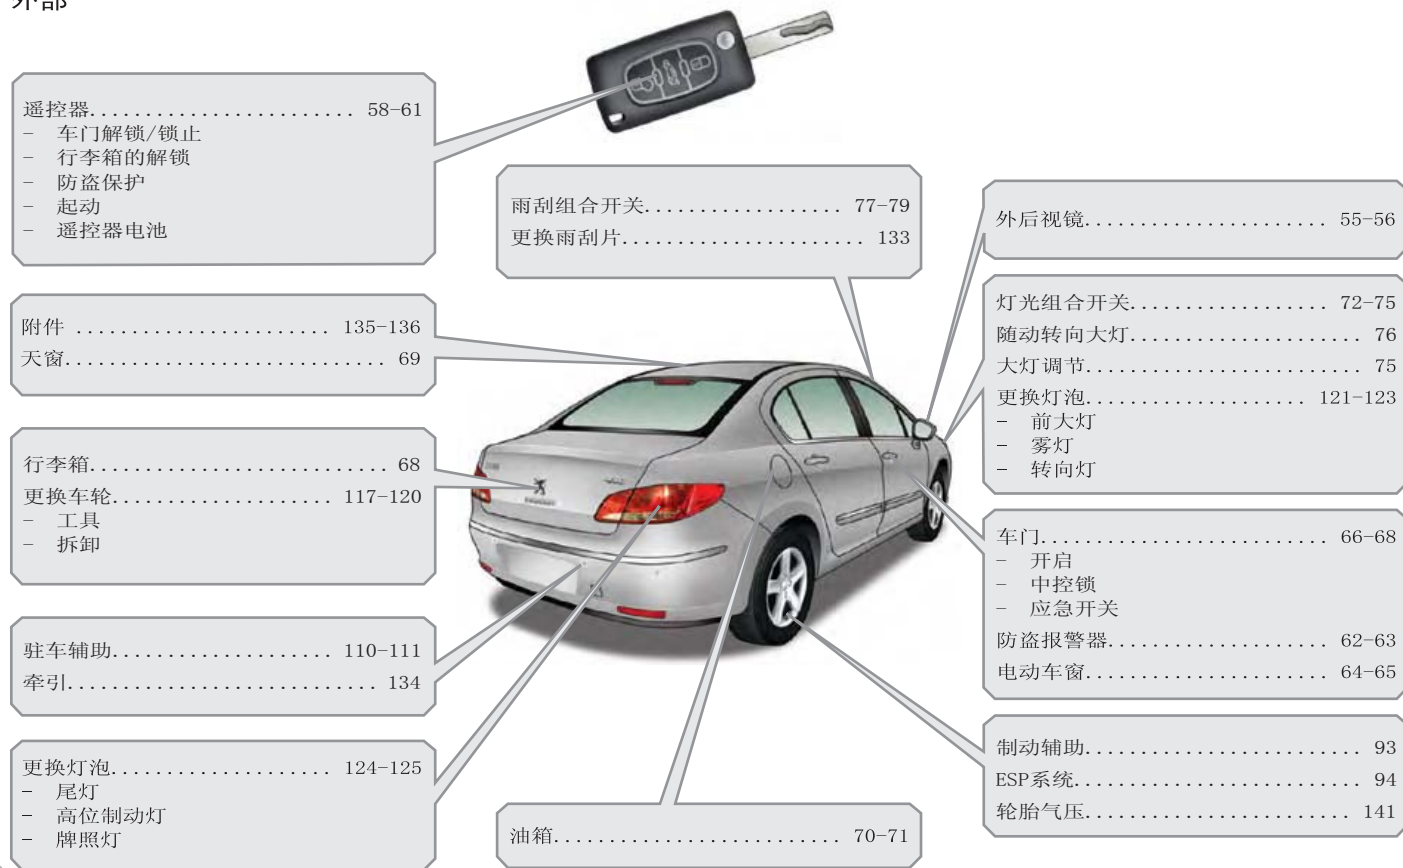 外部
遥控器........................ 58-61
- 车门解锁/锁止
- 行李箱的解锁
- 防盗保护
- 起动
- 遥控器电池
附件 ....................... 135-136
天窗............................. 69
行李箱............................. 68
更换车轮.................... 117-120
- 工具
- 拆卸
驻车辅助.................... 110-111
牵引............................ 134
更换灯泡.................... 124-125
- 尾灯
- 高位制动灯
- 牌照灯
雨刮组合开关.................. 77-79
更换雨刮片...................... 133
油箱.......................... 70-71
外后视镜...................... 55-56
灯光组合开关.................. 72-75
随动转向大灯..................... 76
大灯调节......................... 75
更换灯泡.................... 121-123
- 前大灯
- 雾灯
- 转向灯
车门.......................... 66-68
- 开启
- 中控锁
- 应急开关
防盗报警器.................... 62-63
电动车窗...................... 64-65
制动辅助......................... 93
ESP系统.......................... 94
轮胎气压........................ 141